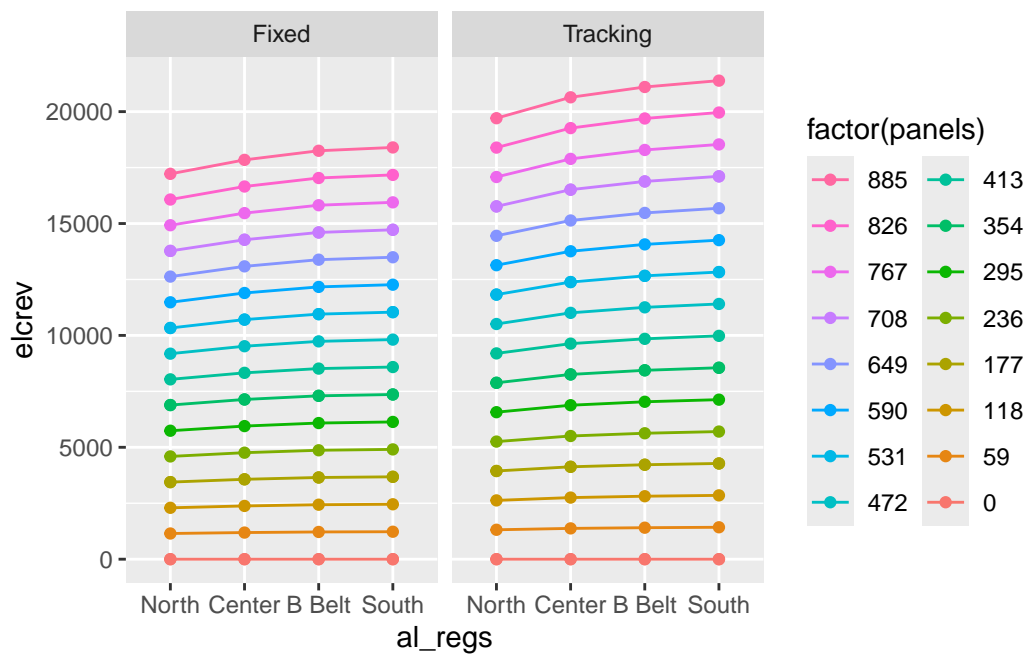 Fixed Tracking
20000
15000
10000
5000
0
elcrev
North Center B Belt South North Center B Belt South
al_regs
factor(panels)
885 413
826 354
767 295
708 236
649 177
590 118
531 59
472 0